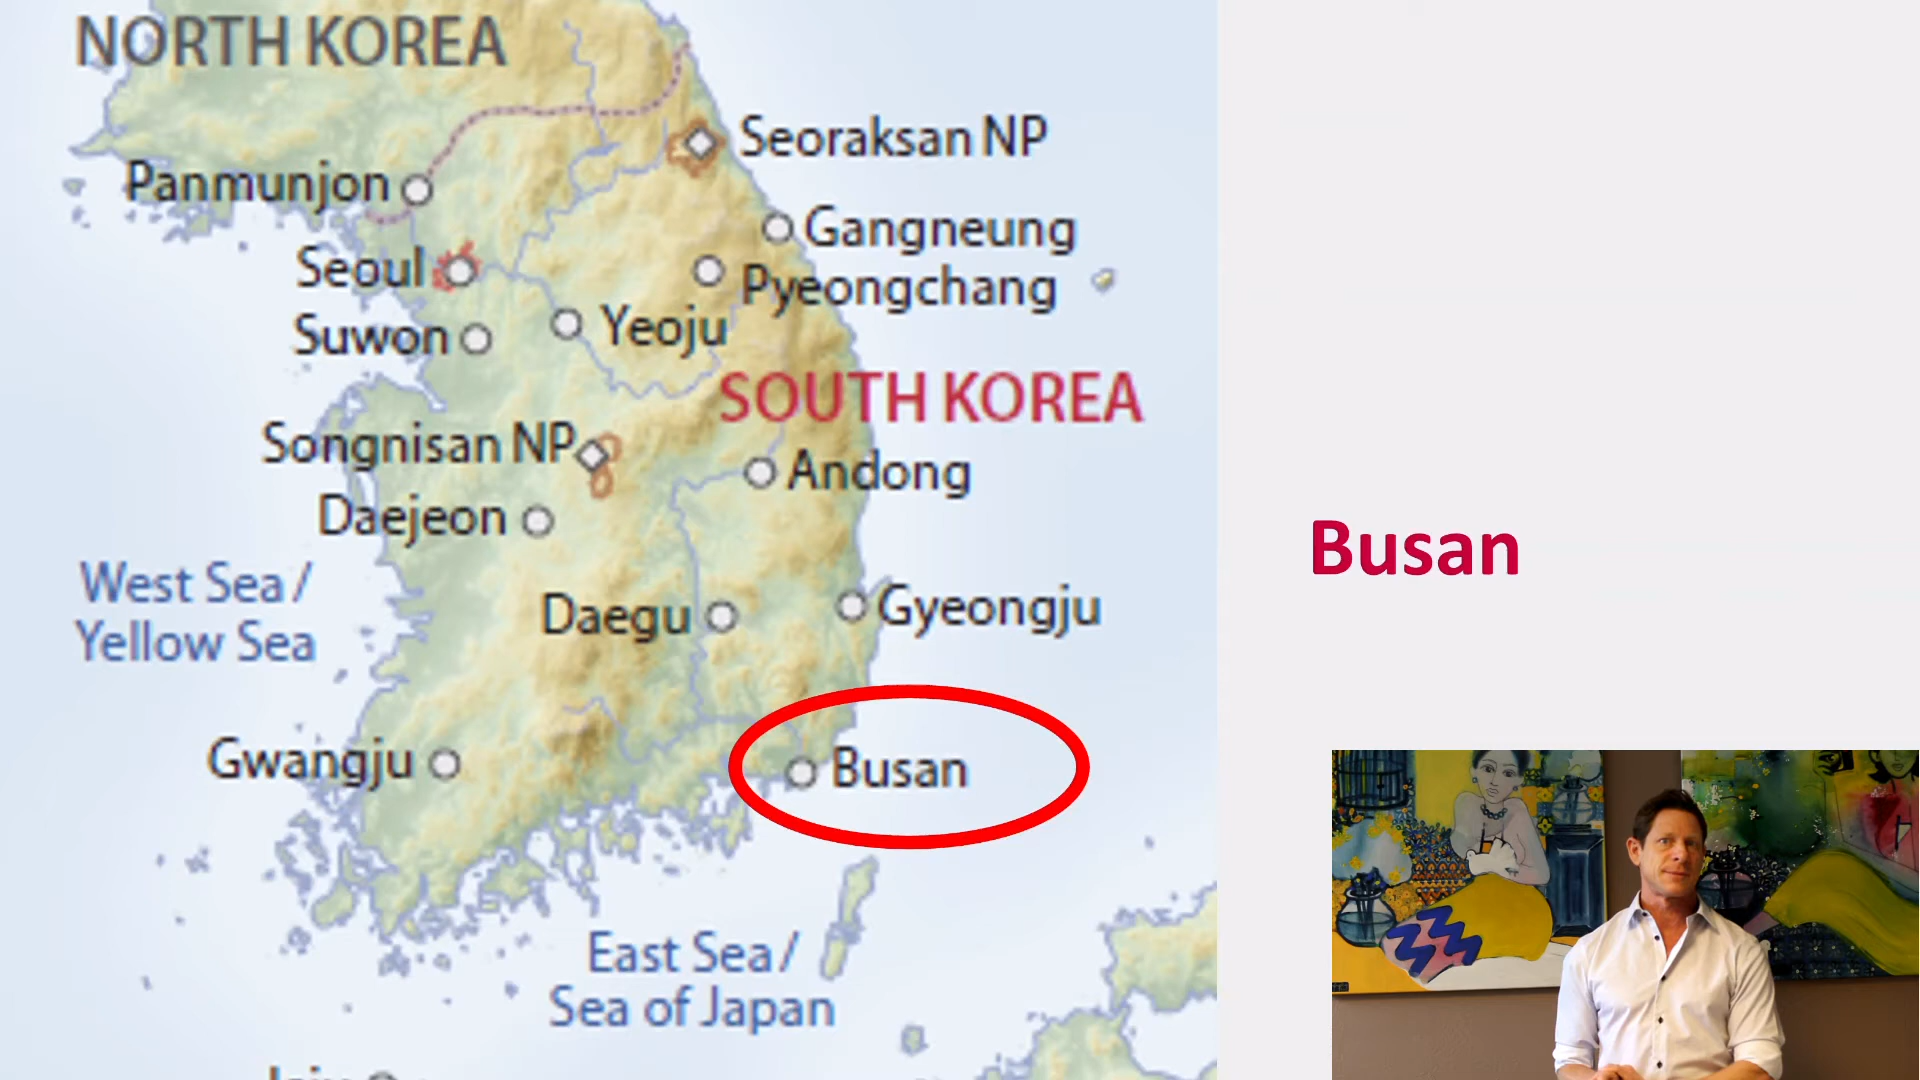 NORTH KOREA
Seoraksan NP
Panmunjon
Gangneung
Seoul
Pyeongchang
Suwon
Yeoju
SOUTH KOREA
Songnisan NP
Andong
Daejeon
West Sea /
Yellow Sea
Daegu
Gyeongju
Gwangju
Busan
East Sea /
Sea of Japan
Busan